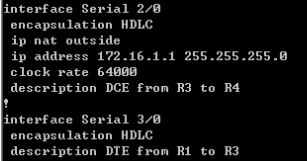 interface Serial 2/0
encapsulation HDLC
ip nat outside
ip address 172.16.1.1 255.255.255.0
clock rate 64000
description DCE from R3 to R4
!
interface Serial 3/0
encapsulation HDLC
description DTE from R1 to R3